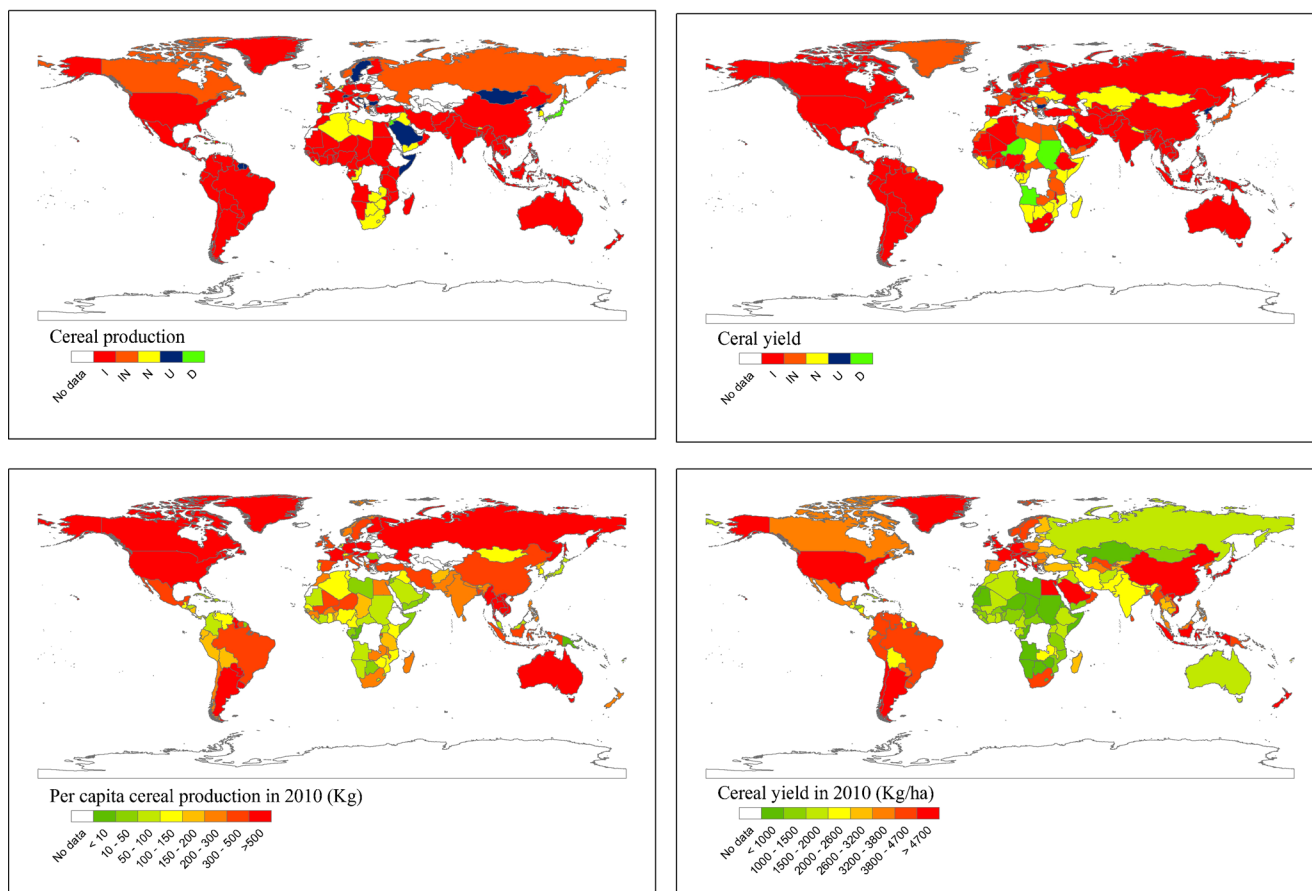 Cereal production
No data
I
IN
N
U
D
Ceral yield
No data
I
IN
N
U
D
Per capita cereal production in 2010 (Kg)
No data
< 10
10 - 50
50 - 100
100 - 150
150 - 200
200 - 300
300 - 500
>500
Cereal yield in 2010 (Kg/ha)
No data
< 1000
1000 - 1500
1500 - 2000
2000 - 2600
2600 - 3200
3200 - 3800
3800 - 4700
> 4700